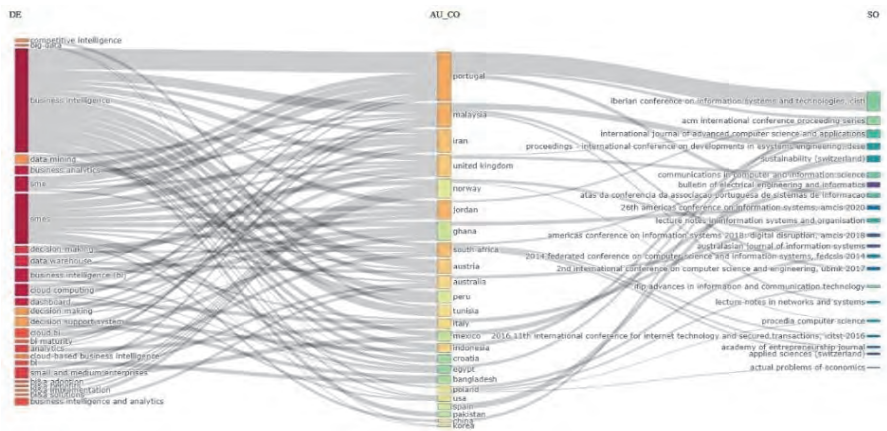 DE
AU_CO
SO
competitive intelligence
big data
business intelligence
data mining
business analytics
sme
smes
decision making
data warehouse
business intelligence (bi)
cloud computing
dashboard
decision making
decision support system
cloud bi
bi maturity
analytics
cloud-based business intelligence
bi
small and medium enterprises
bi&a adoption
bi&a implementation
bi&a solutions
business intelligence and analytics
portugal
malaysia
iran
united kingdom
norway
jordan
ghana
south africa
austria
australia
peru
tunisia
italy
mexico
indonesia
croatia
egypt
bangladesh
poland
usa
spain
pakistan
china
korea
iberian conference on information systems and technologies, cisti
acm international conference proceeding series
international journal of advanced computer science and applications
proceedings - international conference on developments in esystems engineering, dese
sustainability (switzerland)
communications in computer and information science
bulletin of electrical engineering and informatics
atas da conferencia da associacao portuguesa de sistemas de informacao
26th americas conference on information systems, amcis 2020
lecture notes in information systems and organisation
americas conference on information systems 2018: digital disruption, amcis 2018
australasian journal of information systems
2014 federated conference on computer science and information systems, fedcsis 2014
2nd international conference on computer science and engineering, ubmk 2017
ifip advances in information and communication technology
lecture notes in networks and systems
procedia computer science
2016 11th international conference for internet technology and secured transactions, icitst 2016
academy of entrepreneurship journal
applied sciences (switzerland)
actual problems of economics